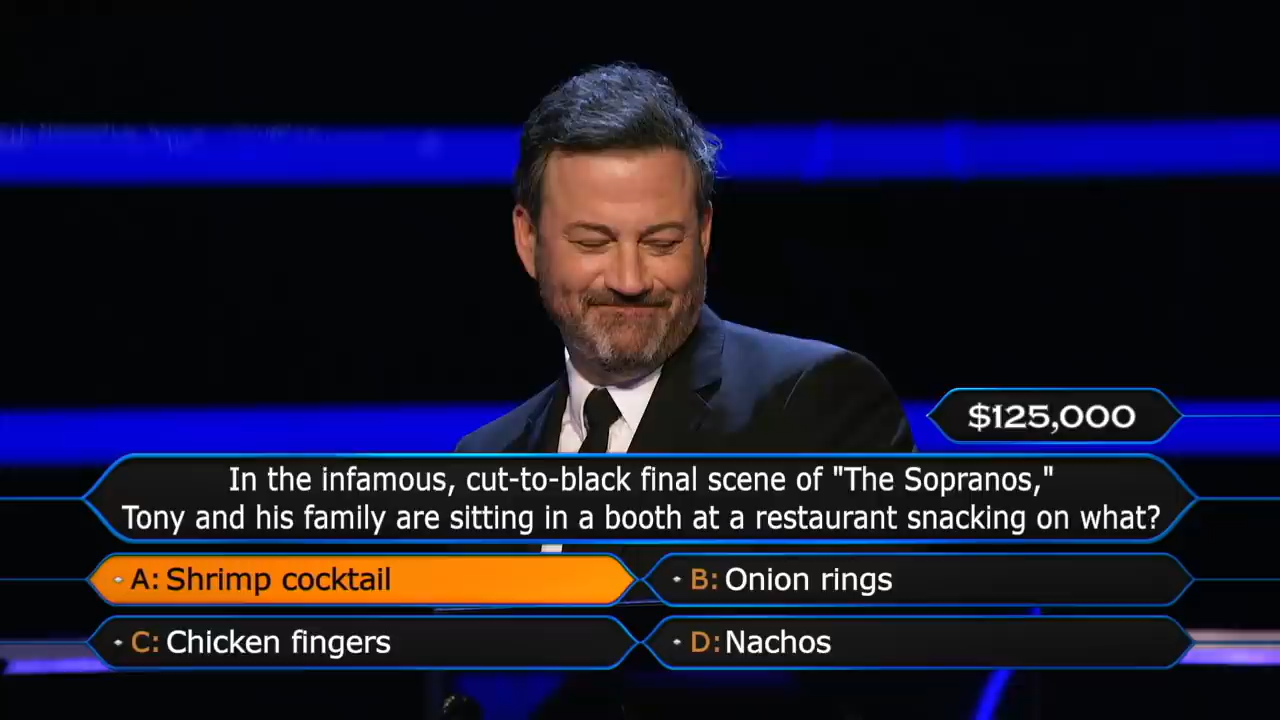 $125,000
In the infamous, cut-to-black final scene of "The Sopranos,"
Tony and his family are sitting in a booth at a restaurant snacking on what?
A: Shrimp cocktail
B: Onion rings
C: Chicken fingers
D: Nachos